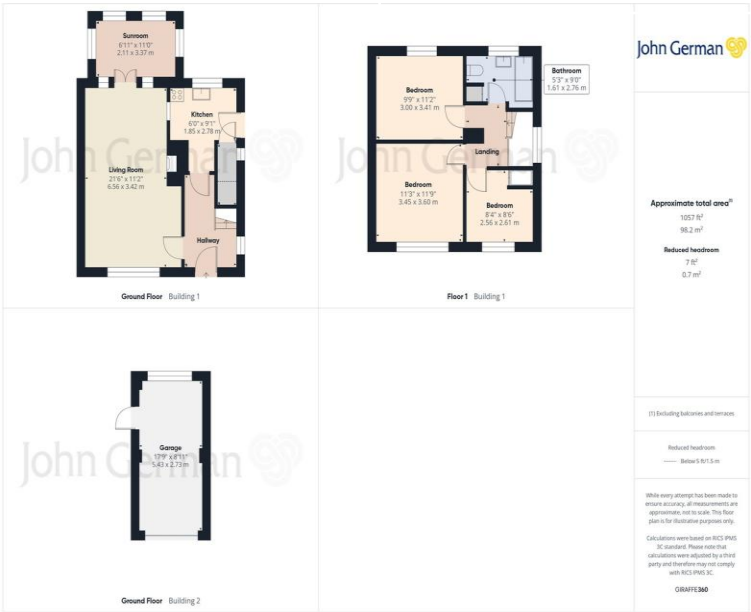 Sunroom
6'11" x 11'0"
2.11 x 3.37 m
Kitchen
6'0" x 9'1"
1.85 x 2.78 m
Living Room
21'6" x 11'2"
6.56 x 3.42 m
Hallway
John German
Ground Floor Building 1
Bedroom
9'9" x 11'2"
3.00 x 3.41 m
Bathroom
5'3" x 9'0"
1.61 x 2.76 m
Landing
Bedroom
11'3" x 11'9"
3.45 x 3.60 m
Bedroom
8'4" x 8'6"
2.56 x 2.61 m
John German
Floor 1 Building 1
Garage
17'9" x 8'11"
5.43 x 2.73 m
John German
Ground Floor Building 2
John German
Approximate total area(1)
1057 ft²
98.2 m²
Reduced headroom
7 ft²
0.7 m²
(1) Excluding balconies and terraces
Reduced headroom
Below 5 ft/1.5 m
While every attempt has been made to
ensure accuracy, all measurements are
approximate, not to scale. This floor
plan is for illustrative purposes only.
Calculations were based on RICS IPMS
3C standard. Please note that
calculations were adjusted by a third
party and therefore may not comply
with RICS IPMS 3C.
GIRAFFE360